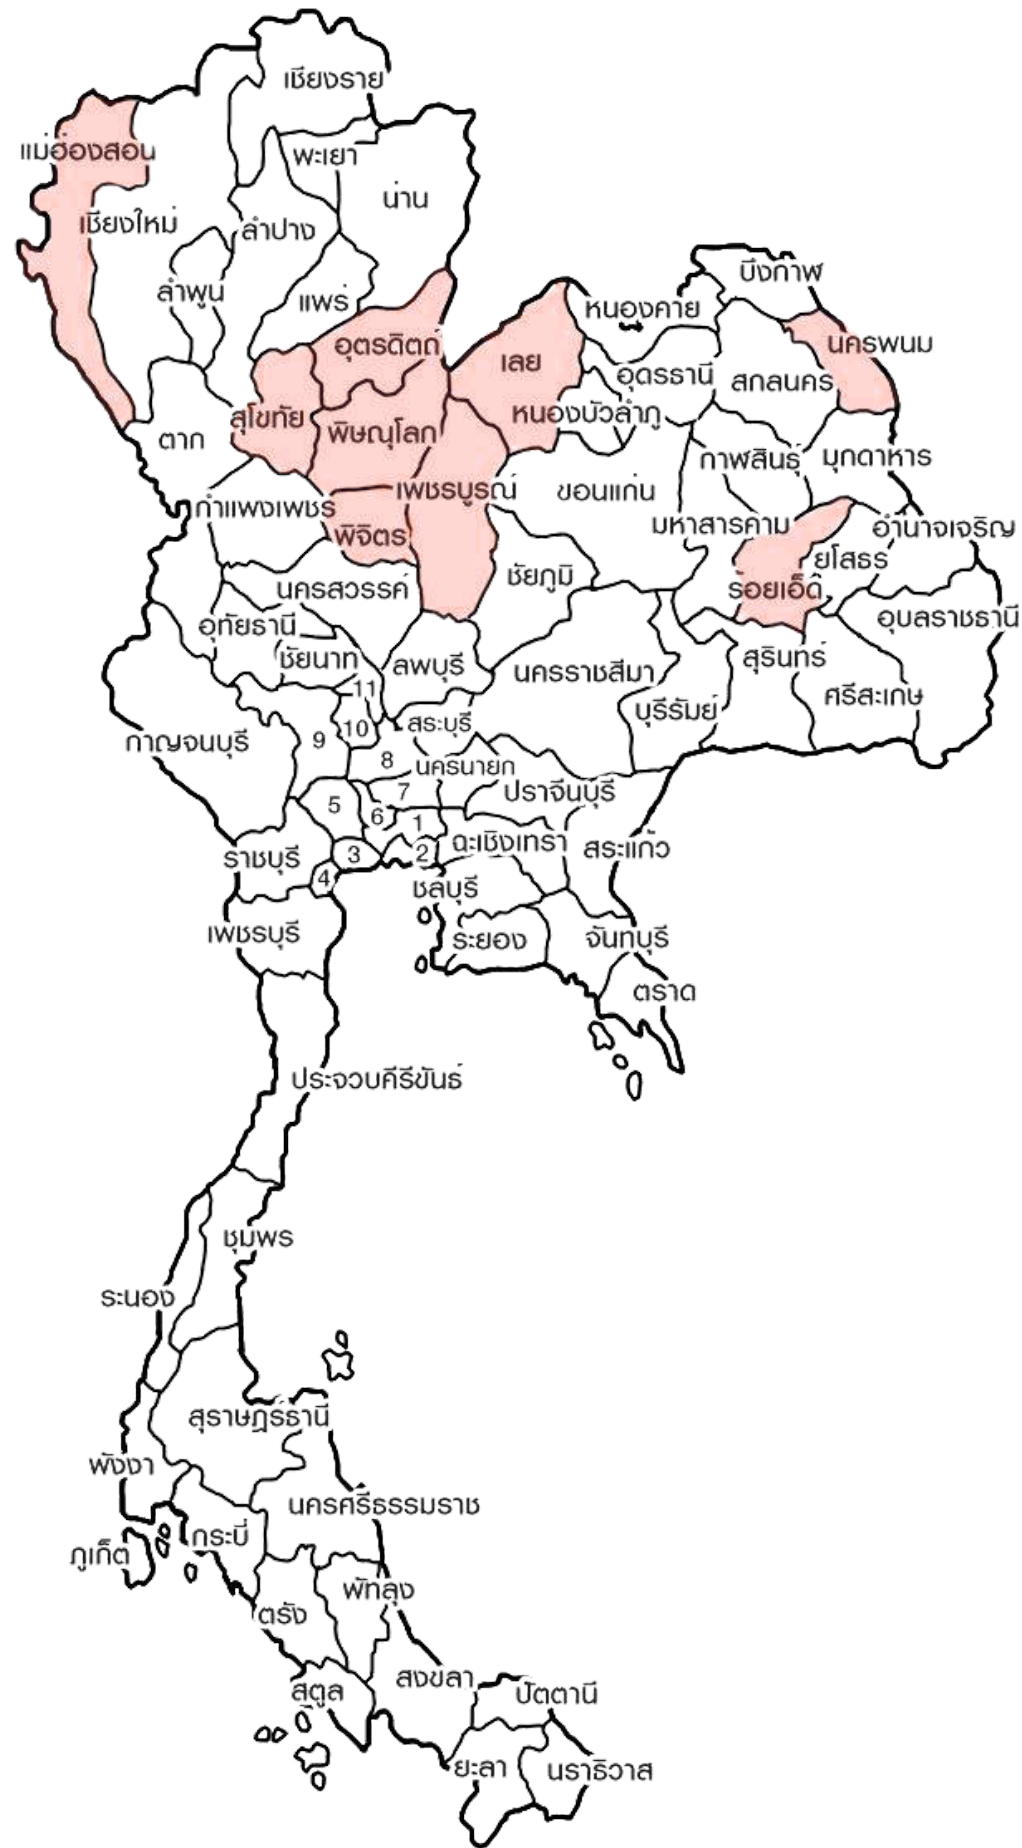 เชียงราย
แม่ฮ่องสอน
พะเยา
น่าน
เชียงใหม่
ลำปาง
บึงกาฬ
ลำพูน
แพร่
หนองคาย
อุตรดิตถ์
นครพนม
เลย
อุดรธานี
สกลนคร
สุโขทัย
หนองบัวลำภู
ตาก
พิษณุโลก
กาฬสินธุ์
มุกดาหาร
กำแพงเพชร
เพชรบูรณ์
ขอนแก่น
มหาสารคาม
อำนาจเจริญ
พิจิตร
ยโสธร
ชัยภูมิ
ร้อยเอ็ด
นครสวรรค์
อุบลราชธานี
อุทัยธานี
ชัยนาท
ลพบุรี
นครราชสีมา
สุรินทร์
11
ศรีสะเกษ
บุรีรัมย์
10
สระบุรี
กาญจนบุรี
9
8
นครนายก
7
ปราจีนบุรี
5
6
1
ฉะเชิงเทรา
สระแก้ว
ราชบุรี
3
2
4
ชลบุรี
เพชรบุรี
ระยอง
จันทบุรี
ตราด
ประจวบคีรีขันธ์
ชุมพร
ระนอง
สุราษฎร์ธานี
พังงา
นครศรีธรรมราช
กระบี่
ภูเก็ต
พัทลุง
ตรัง
สงขลา
สตูล
ปัตตานี
ยะลา
นราธิวาส